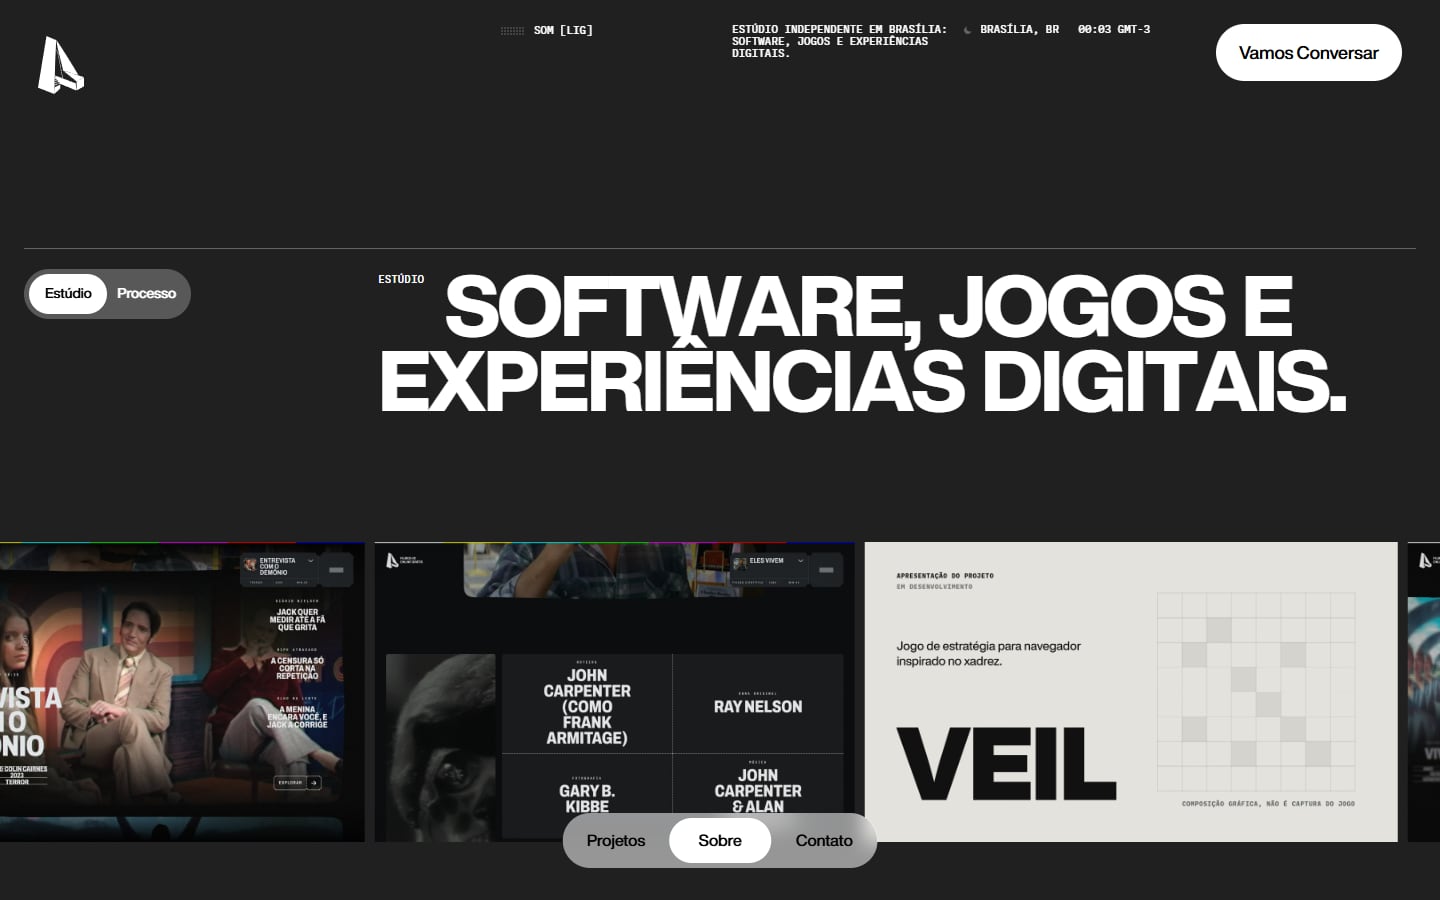 SOM [LIG]
ESTÚDIO INDEPENDENTE EM BRASÍLIA:
SOFTWARE, JOGOS E EXPERIÊNCIAS
DIGITAIS.
BRASÍLIA, BR
00:03 GMT-3
Vamos Conversar
Estúdio
Processo
ESTÚDIO
SOFTWARE, JOGOS E
EXPERIÊNCIAS DIGITAIS.
ENTREVISTA
COM O
DEMÔNIO
JACK QUER
MEDIR ATÉ A FÃ
QUE GRITA
A CENSURA SÓ
CORTA NA
REPETIÇÃO
A MENINA
ENCARA VOCÊ, E
JACK A CORRIGE
EXPLORAR
COLIN CAIRNES
2023
TERROR
ELES VIVEM
JOHN
CARPENTER
(COMO
FRANK
ARMITAGE)
RAY NELSON
FOTOGRAFIA
GARY B.
KIBBE
MÚSICA
JOHN
CARPENTER
& ALAN
APRESENTAÇÃO DO PROJETO
EM DESENVOLVIMENTO
Jogo de estratégia para navegador
inspirado no xadrez.
VEIL
COMPOSIÇÃO GRÁFICA, NÃO É CAPTURA DO JOGO
Projetos
Sobre
Contato